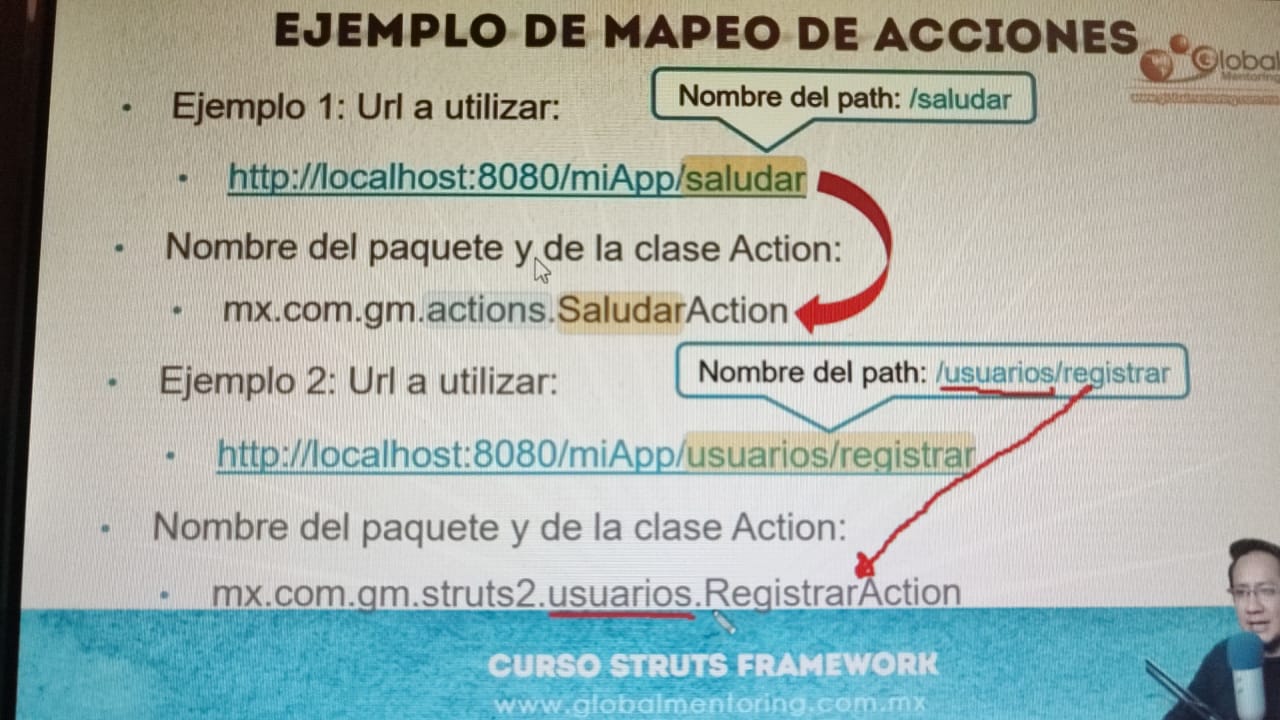 EJEMPLO DE MAPEO DE ACCIONES
Global
Mentoring
• Ejemplo 1: Url a utilizar:
Nombre del path: /saludar
• http://localhost:8080/miApp/saludar
• Nombre del paquete y de la clase Action:
• mx.com.gm.actions.SaludarAction
• Ejemplo 2: Url a utilizar:
Nombre del path: /usuarios/registrar
• http://localhost:8080/miApp/usuarios/registrar
• Nombre del paquete y de la clase Action:
• mx.com.gm.struts2.usuarios.RegistrarAction
CURSO STRUTS FRAMEWORK
www.globalmentoring.com.mx